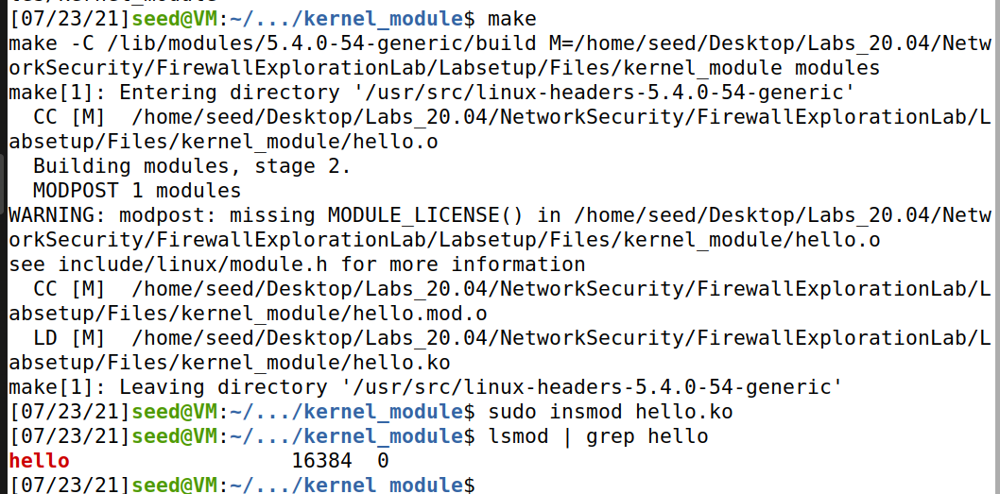 [07/23/21]seed@VM:~/.../kernel_module$ make
make -C /lib/modules/5.4.0-54-generic/build M=/home/seed/Desktop/Labs_20.04/Netw
orkSecurity/FirewallExplorationLab/Labsetup/Files/kernel_module modules
make[1]: Entering directory '/usr/src/linux-headers-5.4.0-54-generic'
  CC [M]  /home/seed/Desktop/Labs_20.04/NetworkSecurity/FirewallExplorationLab/L
absetup/Files/kernel_module/hello.o
  Building modules, stage 2.
  MODPOST 1 modules
WARNING: modpost: missing MODULE_LICENSE() in /home/seed/Desktop/Labs_20.04/Netw
orkSecurity/FirewallExplorationLab/Labsetup/Files/kernel_module/hello.o
see include/linux/module.h for more information
  CC [M]  /home/seed/Desktop/Labs_20.04/NetworkSecurity/FirewallExplorationLab/L
absetup/Files/kernel_module/hello.mod.o
  LD [M]  /home/seed/Desktop/Labs_20.04/NetworkSecurity/FirewallExplorationLab/L
absetup/Files/kernel_module/hello.ko
make[1]: Leaving directory '/usr/src/linux-headers-5.4.0-54-generic'
[07/23/21]seed@VM:~/.../kernel_module$ sudo insmod hello.ko
[07/23/21]seed@VM:~/.../kernel_module$ lsmod | grep hello
hello                  16384  0
[07/23/21]seed@VM:~/.../kernel_module$